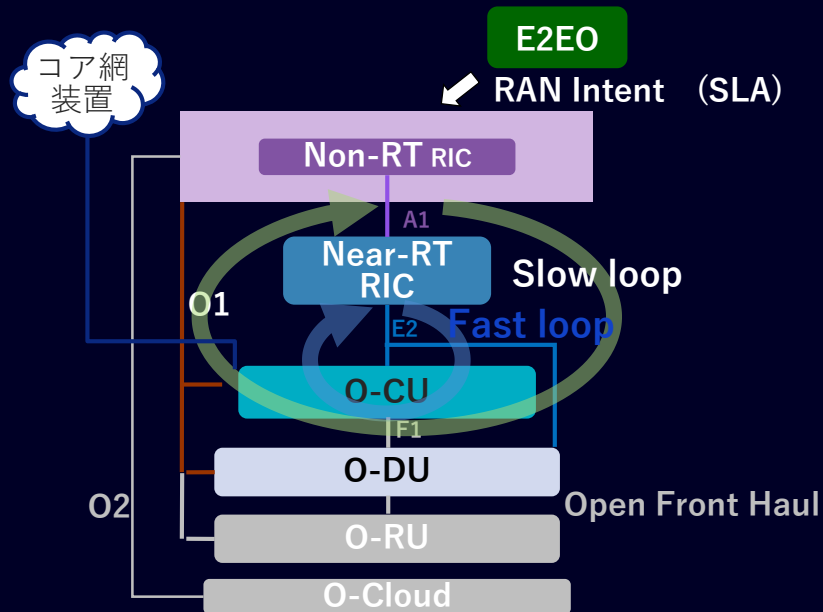 E2EO
コア網
装置
RAN Intent （SLA）
Non-RT RIC
A1
Near-RT
RIC
Slow loop
O1
E2
Fast loop
O-CU
F1
O-DU
O2
Open Front Haul
O-RU
O-Cloud